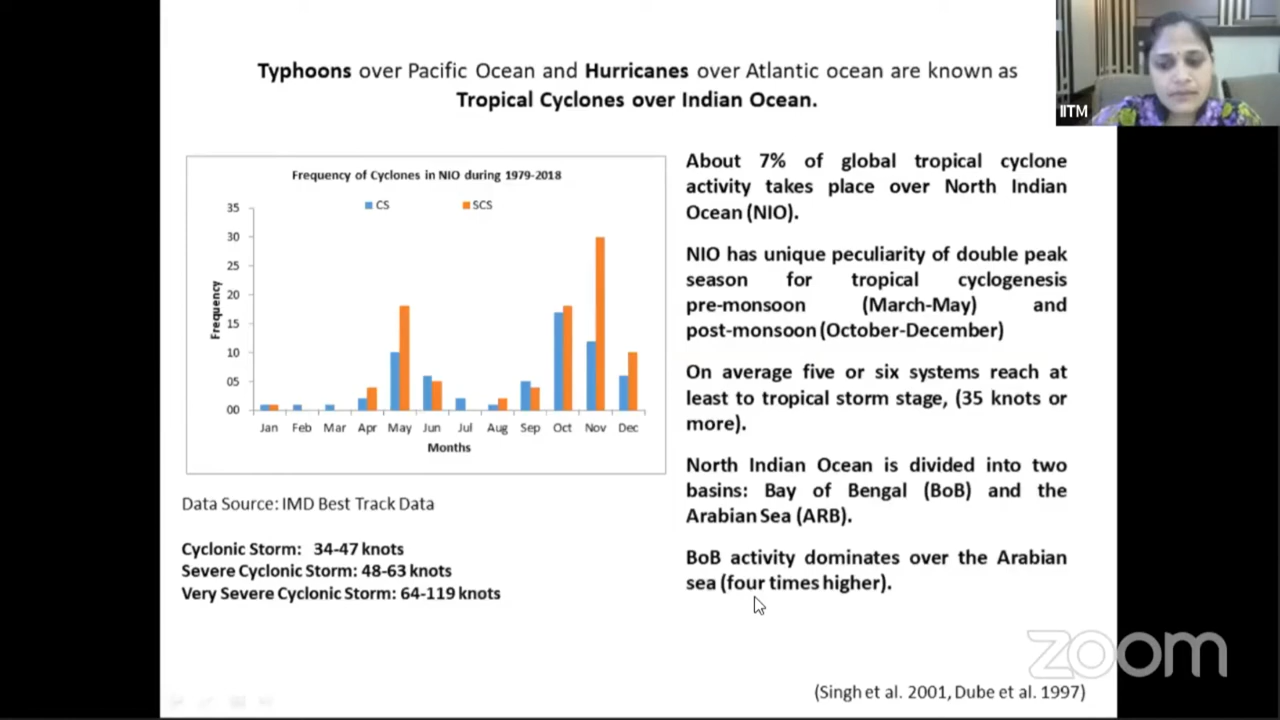 Typhoons over Pacific Ocean and Hurricanes over Atlantic ocean are known as
Tropical Cyclones over Indian Ocean.
IITM
Frequency of Cyclones in NIO during 1979-2018
CS
SCS
35
30
25
20
15
10
05
00
Frequency
Jan Feb Mar Apr May Jun Jul Aug Sep Oct Nov Dec
Months
Data Source: IMD Best Track Data
Cyclonic Storm: 34-47 knots
Severe Cyclonic Storm: 48-63 knots
Very Severe Cyclonic Storm: 64-119 knots
About 7% of global tropical cyclone
activity takes place over North Indian
Ocean (NIO).
NIO has unique peculiarity of double peak
season for tropical cyclogenesis
pre-monsoon (March-May) and
post-monsoon (October-December)
On average five or six systems reach at
least to tropical storm stage, (35 knots or
more).
North Indian Ocean is divided into two
basins: Bay of Bengal (BoB) and the
Arabian Sea (ARB).
BoB activity dominates over the Arabian
sea (four times higher).
zoom
(Singh et al. 2001, Dube et al. 1997)